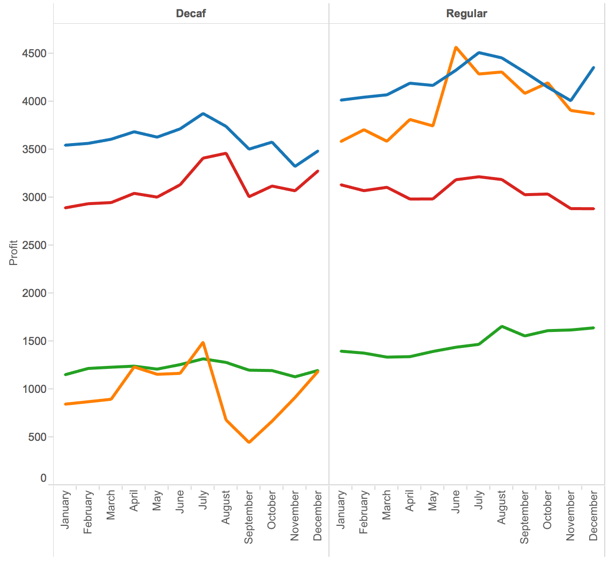 Decaf
Regular
Profit
4500
4000
3500
3000
2500
2000
1500
1000
500
0
January
February
March
April
May
June
July
August
September
October
November
December
January
February
March
April
May
June
July
August
September
October
November
December